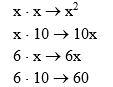 x · x → x²
x · 10 → 10x
6 · x → 6x
6 · 10 → 60